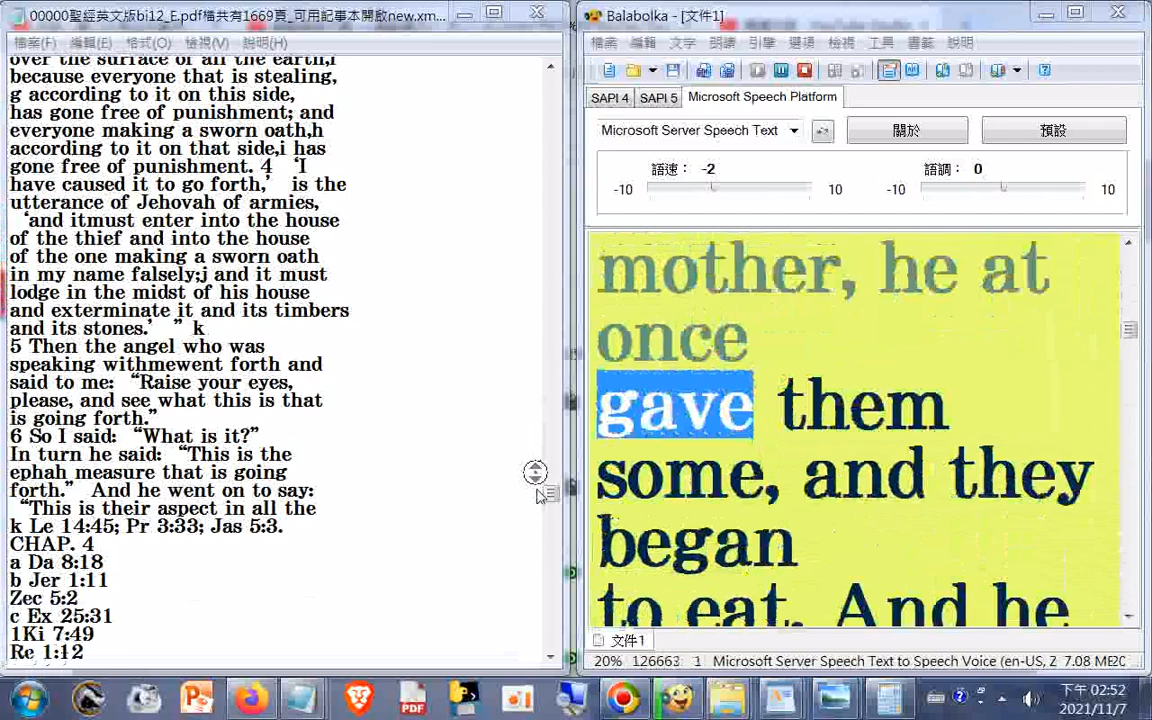 00000聖經英文版bi12_E.pdf檔共有1669頁_可用記事本開啟new.xm...
檔案(F) 編輯(E) 格式(O) 檢視(V) 說明(H)
over the surface of all the earth,f
because everyone that is stealing,
g according to it on this side,
has gone free of punishment; and
everyone making a sworn oath,h
according to it on that side,i has
gone free of punishment. 4 ‘I
have caused it to go forth,’ is the
utterance of Jehovah of armies,
‘and itmust enter into the house
of the thief and into the house
of the one making a sworn oath
in my name falsely;j and it must
lodge in the midst of his house
and exterminate it and its timbers
and its stones.’ ” k
5 Then the angel who was
speaking withmewent forth and
said to me: “Raise your eyes,
please, and see what this is that
is going forth.”
6 So I said: “What is it?”
In turn he said: “This is the
ephah measure that is going
forth.” And he went on to say:
“This is their aspect in all the
k Le 14:45; Pr 3:33; Jas 5:3.
CHAP. 4
a Da 8:18
b Jer 1:11
Zec 5:2
c Ex 25:31
1Ki 7:49
Re 1:12
Balabolka - [文件1]
檔案 編輯 文字 朗讀 引擎 選項 檢視 工具 書籤 說明
SAPI 4 SAPI 5 Microsoft Speech Platform
Microsoft Server Speech Text 關於 預設
語速： -2 語調： 0
-10 10 -10 10
mother, he at
once
gave them
some, and they
began
to eat. And he
文件1
20% 126663 1 Microsoft Server Speech Text to Speech Voice (en-US, Z 7.08 ME
下午 02:52
2021/11/7